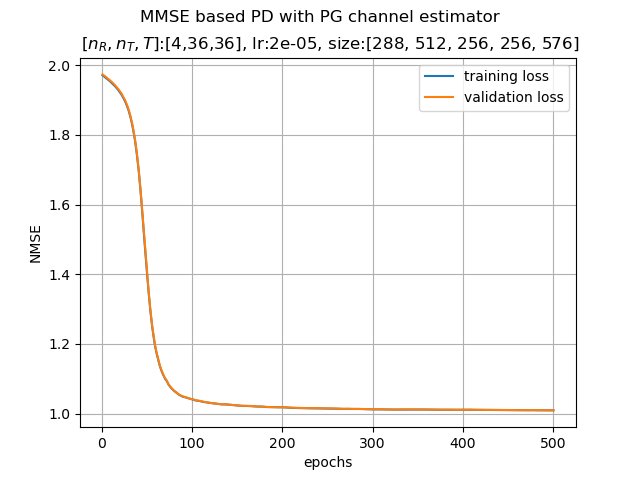 MMSE based PD with PG channel estimator
[n_R, n_T, T]:[4,36,36], lr:2e-05, size:[288, 512, 256, 256, 576]
training loss
validation loss
2.0
1.8
1.6
1.4
1.2
1.0
NMSE
0 100 200 300 400 500
epochs